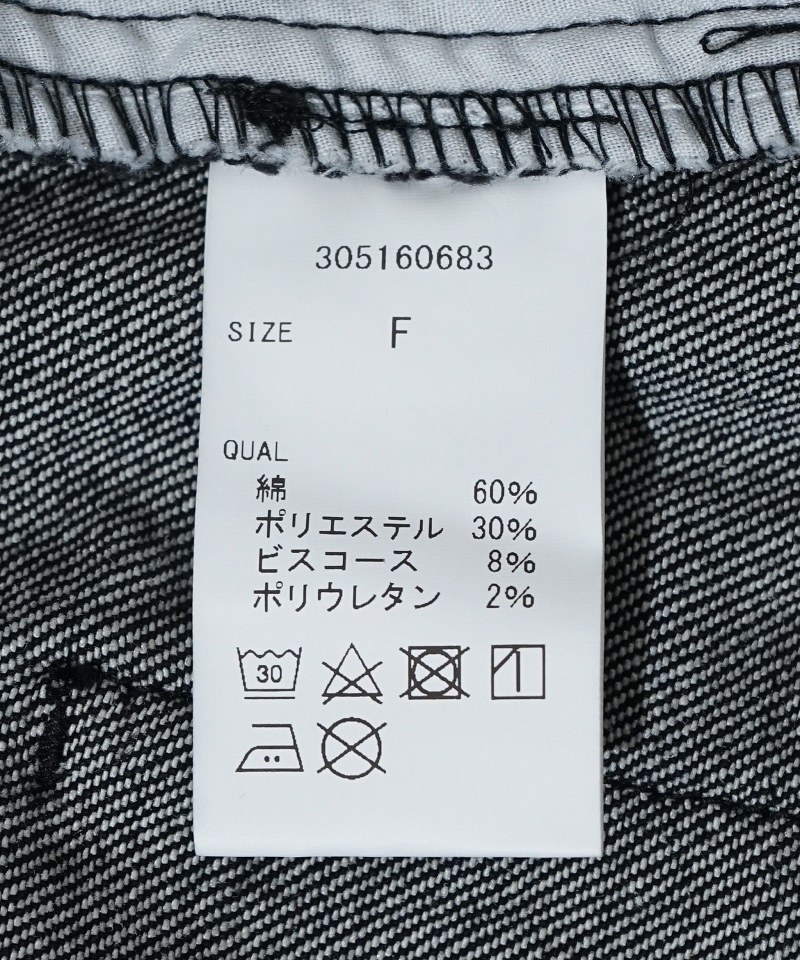 305160683
SIZE F
QUAL
綿 60%
ポリエステル 30%
ビスコース 8%
ポリウレタン 2%
30